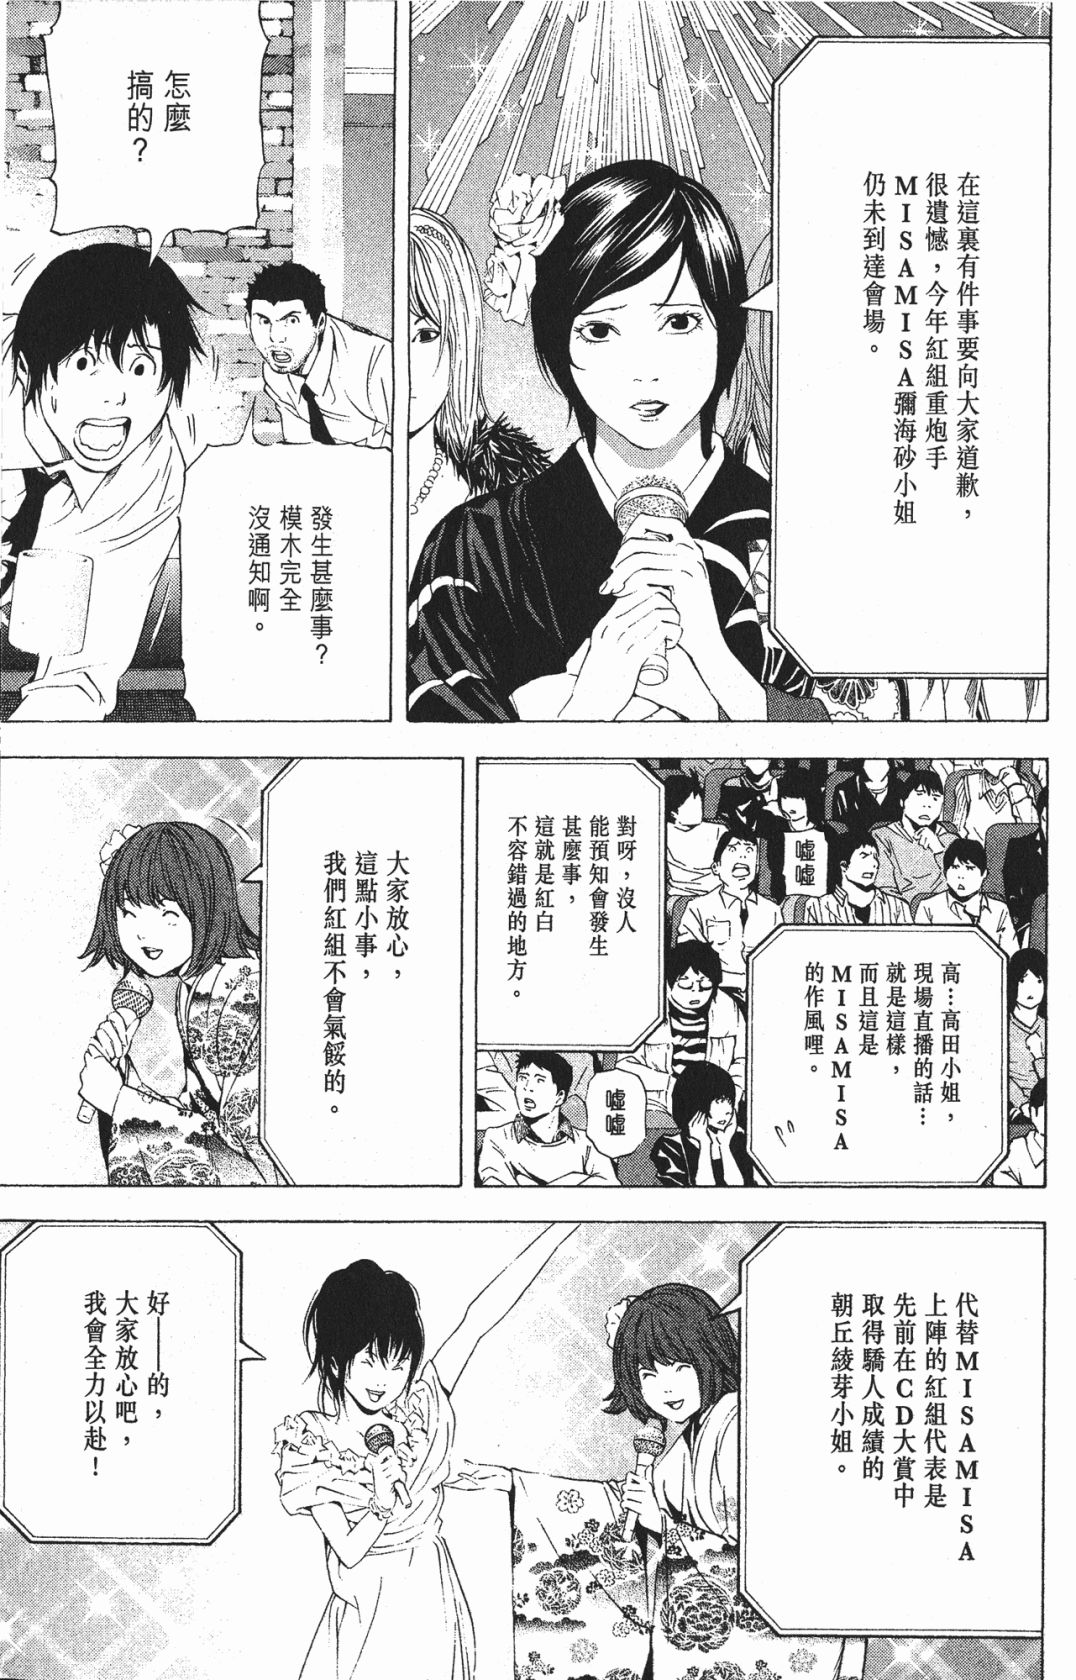 在這裏有件事要向大家道歉，
很遺憾，今年紅組重炮手
MISAMISA彌海砂小姐
仍未到達會場。
怎麼
搞的？
發生甚麼事？
模木完全
沒通知啊。
噓
噓
高…高田小姐，
現場直播的話…
就是這樣，
而且這是
MISAMISA
的作風哩。
對呀，沒人
能預知會發生
甚麼事，
這就是紅白
不容錯過的地方。
噓
噓
大家放心，
這點小事，
我們紅組不會氣餒的。
代替MISAMISA
上陣的紅組代表是
先前在CD大賞中
取得驕人成績的
朝丘綾芽小姐。
好——的，
大家放心吧，
我會全力以赴！